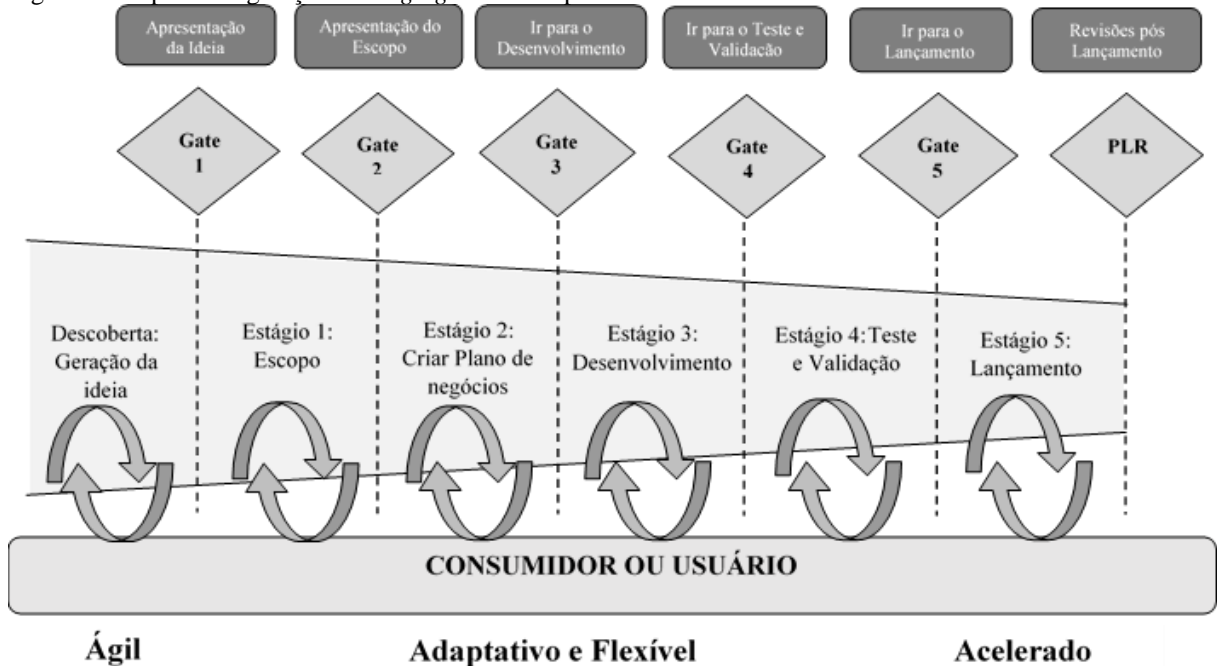 Apresentação
da Ideia
Apresentação do
Escopo
Ir para o
Desenvolvimento
Ir para o Teste e
Validação
Ir para o
Lançamento
Revisões pós
Lançamento
Gate
1
Gate
2
Gate
3
Gate
4
Gate
5
PLR
Descoberta:
Geração da
ideia
Estágio 1:
Escopo
Estágio 2:
Criar Plano de
negócios
Estágio 3:
Desenvolvimento
Estágio 4:Teste
e Validação
Estágio 5:
Lançamento
CONSUMIDOR OU USUÁRIO
Ágil
Adaptativo e Flexível
Acelerado